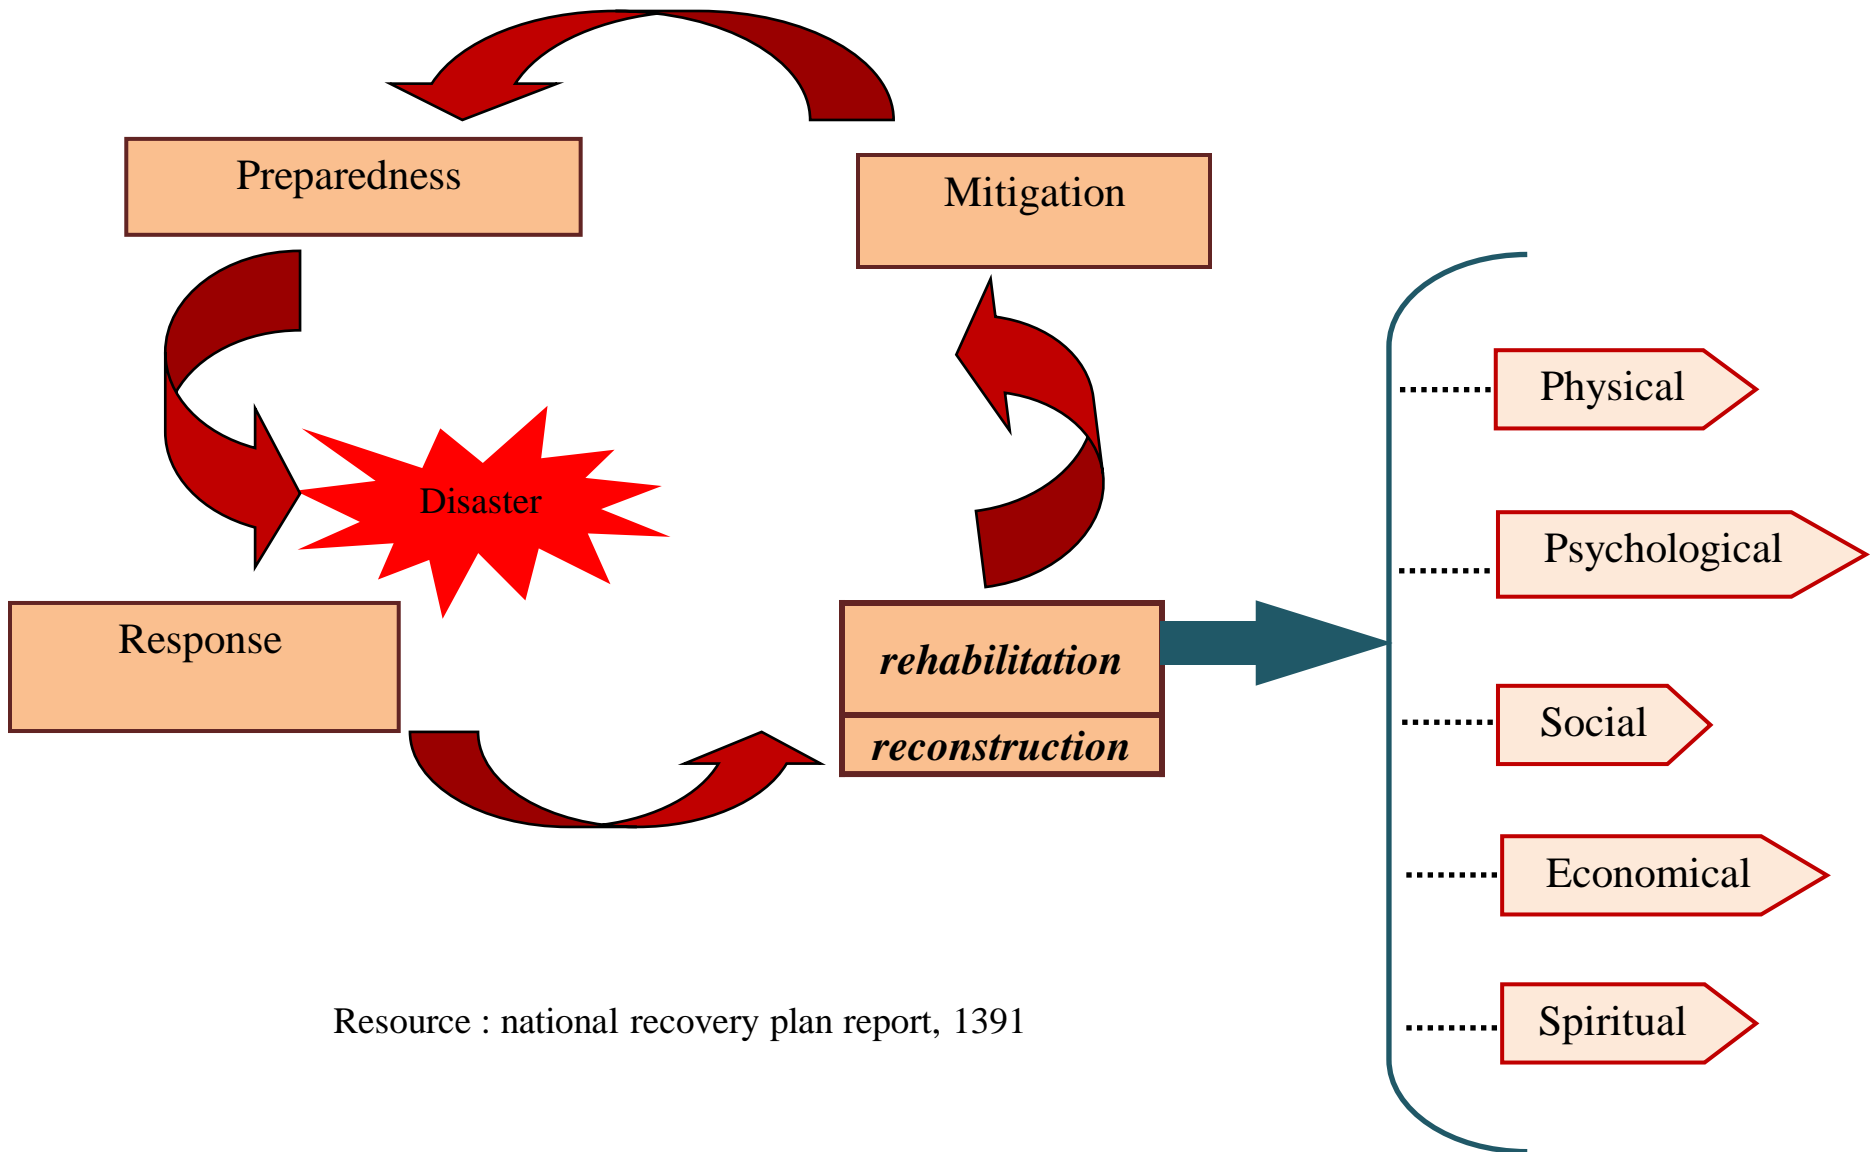 Preparedness
Mitigation
Disaster
Response
rehabilitation
reconstruction
Physical
Psychological
Social
Economical
Spiritual
Resource : national recovery plan report, 1391